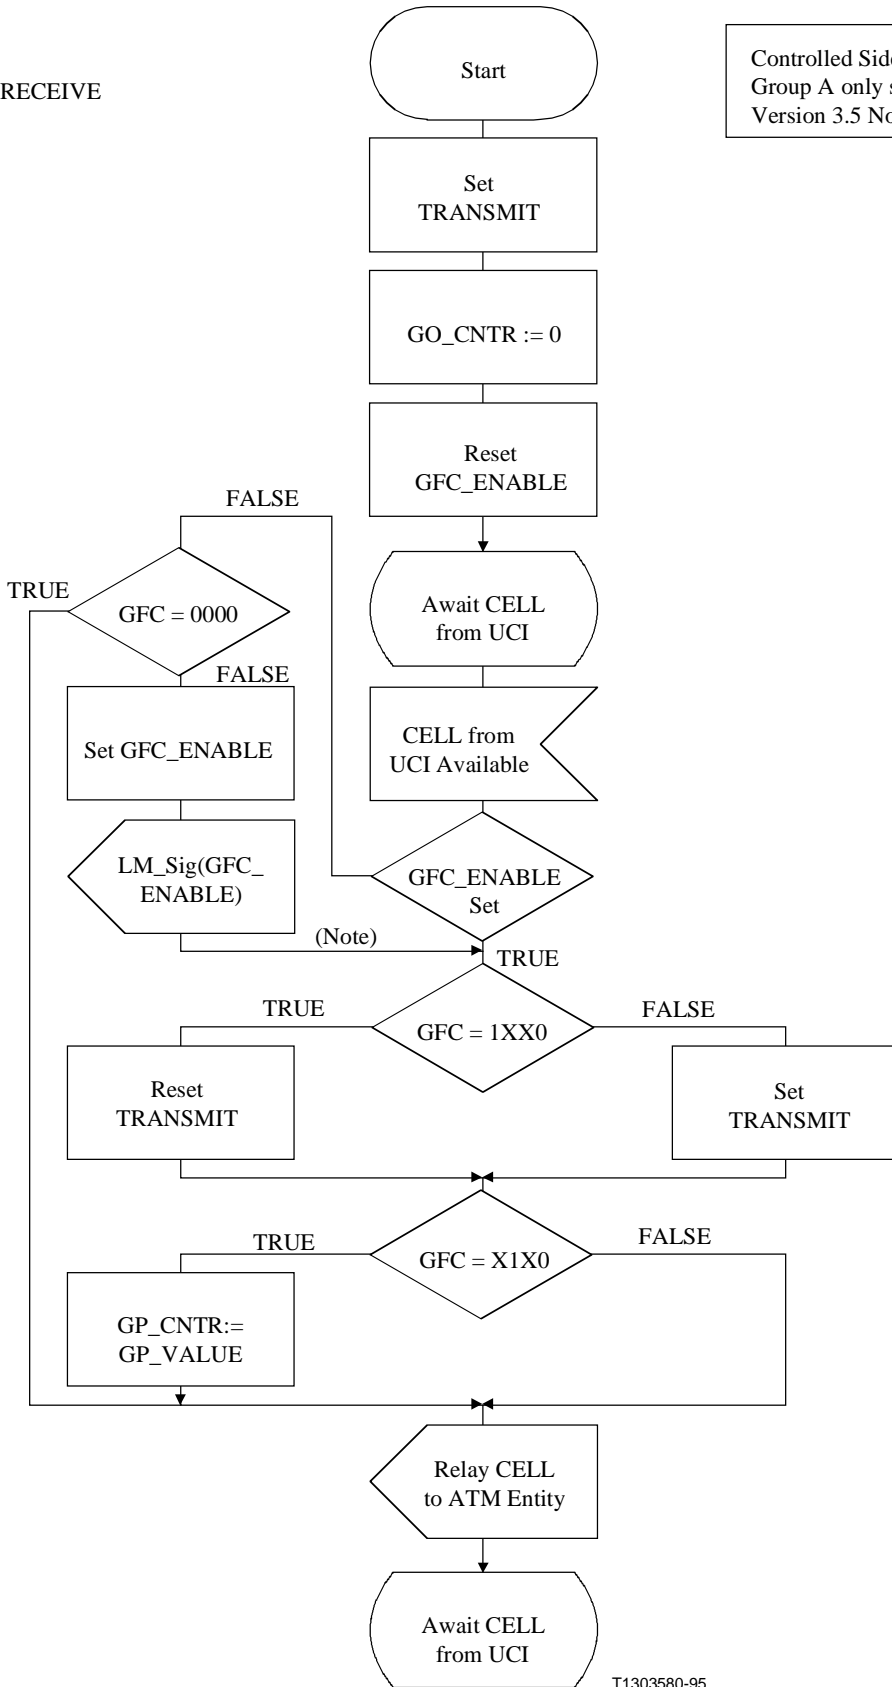 RECEIVE
Start
Controlled Side
Group A only
Version 3.5
Set
TRANSMIT
GO_CNTR := 0
Reset
GFC_ENABLE
FALSE
TRUE
GFC = 0000
FALSE
Await CELL
from UCI
Set GFC_ENABLE
CELL from
UCI Available
LM_Sig(GFC_
ENABLE)
GFC_ENABLE
Set
(Note)
TRUE
TRUE
GFC = 1XX0
FALSE
Reset
TRANSMIT
Set
TRANSMIT
TRUE
GFC = X1X0
FALSE
GP_CNTR:=
GP_VALUE
Relay CELL
to ATM Entity
Await CELL
from UCI
T1303580-95